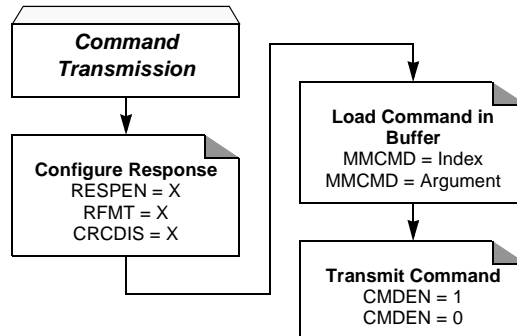 Command
Transmission
Configure Response
RESPEN = X
RFMT = X
CRCDIS = X
Load Command in
Buffer
MMCMD = Index
MMCMD = Argument
Transmit Command
CMDEN = 1
CMDEN = 0